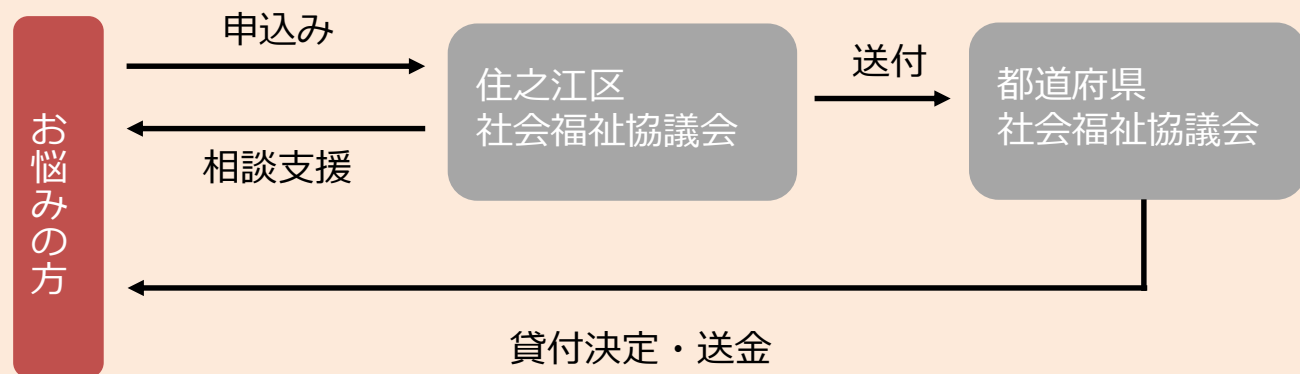 お悩みの方
申込み
相談支援
住之江区
社会福祉協議会
送付
都道府県
社会福祉協議会
貸付決定・送金